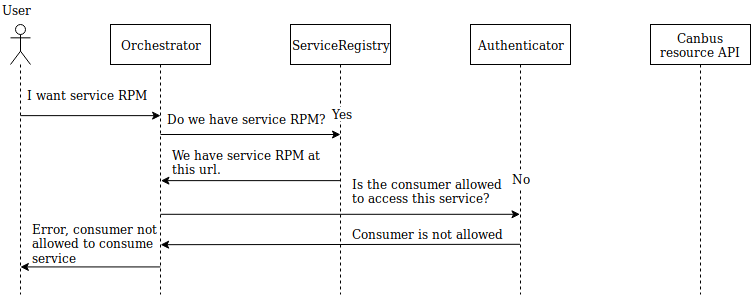 User
Orchestrator
ServiceRegistry
Authenticator
Canbus
resource API
I want service RPM
Do we have service RPM?
Yes
We have service RPM at
this url.
Is the consumer allowed
to access this service?
No
Consumer is not allowed
Error, consumer not
allowed to consume
service